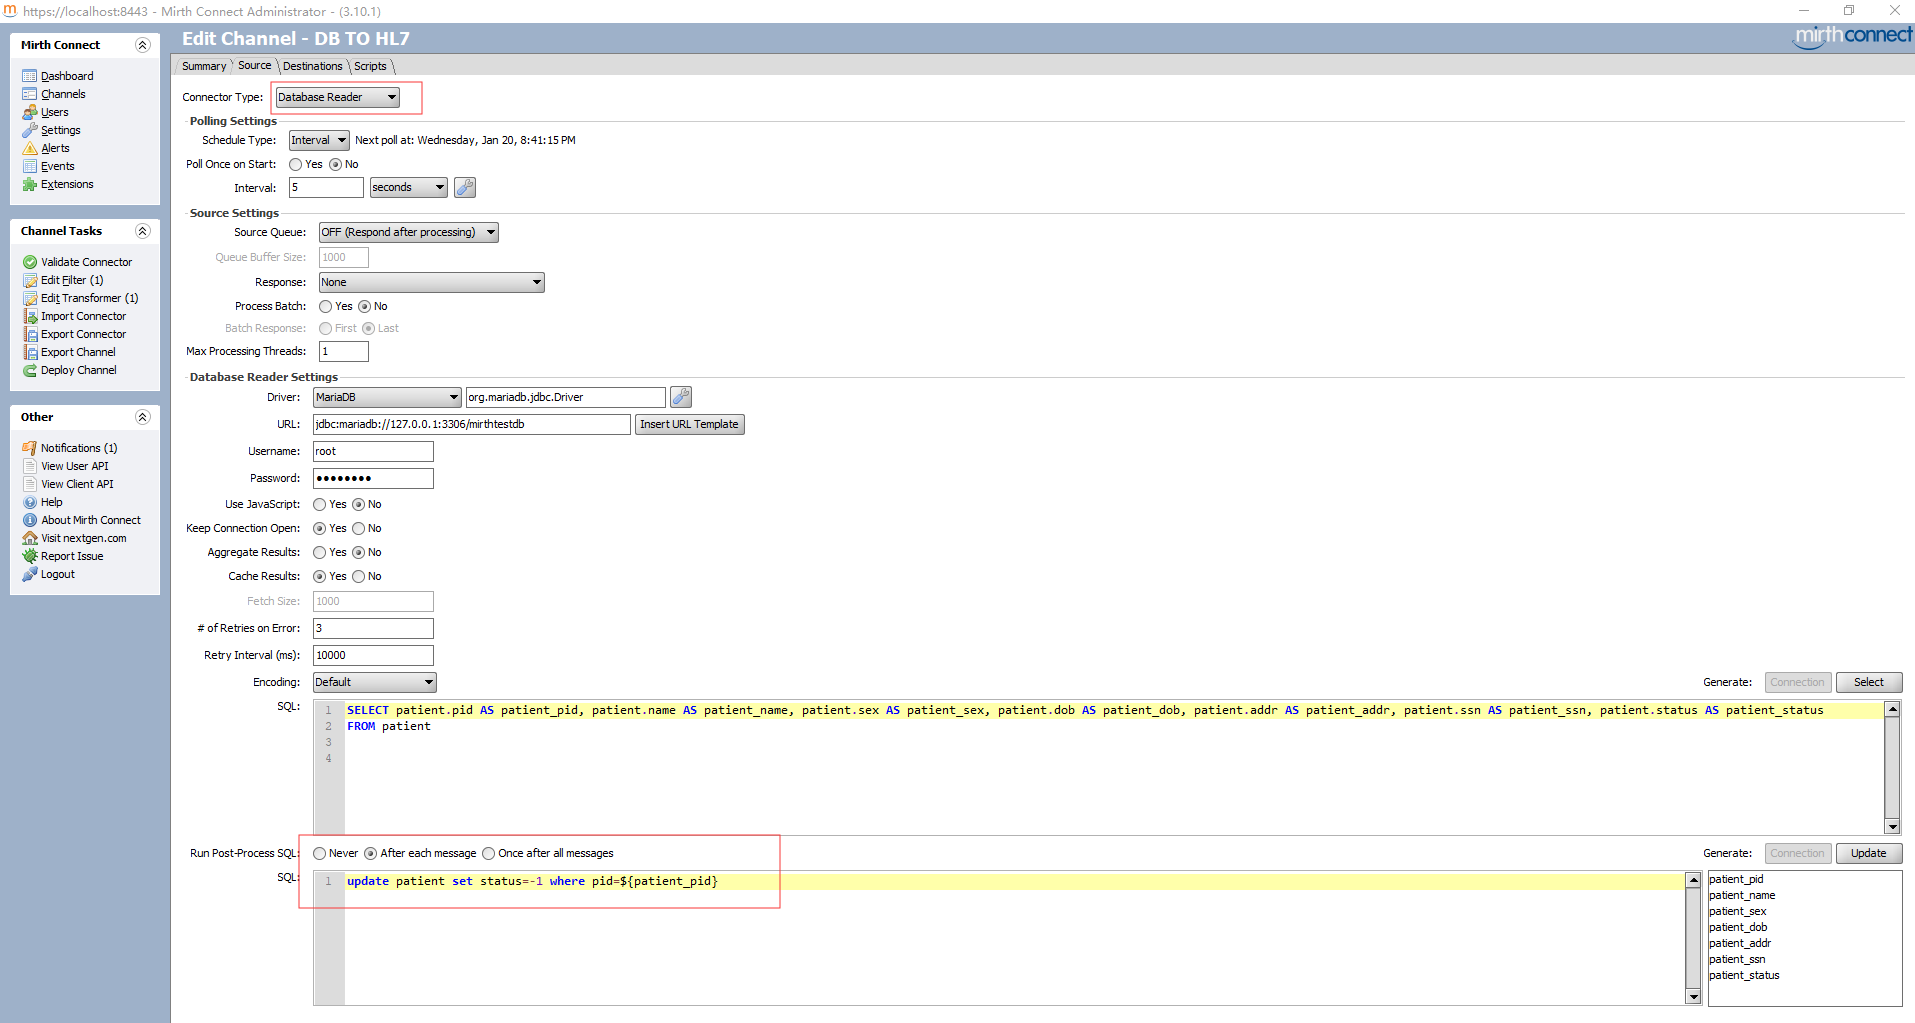 https://localhost:8443 - Mirth Connect Administrator - (3.10.1)
Mirth Connect
Dashboard
Channels
Users
Settings
Alerts
Events
Extensions
Channel Tasks
Validate Connector
Edit Filter (1)
Edit Transformer (1)
Import Connector
Export Connector
Export Channel
Deploy Channel
Other
Notifications (1)
View User API
View Client API
Help
About Mirth Connect
Visit nextgen.com
Report Issue
Logout
Edit Channel - DB TO HL7
mirthconnect
Summary Source Destinations Scripts
Connector Type: Database Reader
Polling Settings
Schedule Type: Interval Next poll at: Wednesday, Jan 20, 8:41:15 PM
Poll Once on Start: Yes No
Interval: 5 seconds
Source Settings
Source Queue: OFF (Respond after processing)
Queue Buffer Size: 1000
Response: None
Process Batch: Yes No
Batch Response: First Last
Max Processing Threads: 1
Database Reader Settings
Driver: MariaDB org.mariadb.jdbc.Driver
URL: jdbc:mariadb://127.0.0.1:3306/mirthtestdb Insert URL Template
Username: root
Password: ••••••••
Use JavaScript: Yes No
Keep Connection Open: Yes No
Aggregate Results: Yes No
Cache Results: Yes No
Fetch Size: 1000
# of Retries on Error: 3
Retry Interval (ms): 10000
Encoding: Default Generate: Connection Select
SQL:
1 SELECT patient.pid AS patient_pid, patient.name AS patient_name, patient.sex AS patient_sex, patient.dob AS patient_dob, patient.addr AS patient_addr, patient.ssn AS patient_ssn, patient.status AS patient_status
2 FROM patient
3
4
Run Post-Process SQL: Never After each message Once after all messages Generate: Connection Update
SQL:
1 update patient set status=-1 where pid=${patient_pid}
patient_pid
patient_name
patient_sex
patient_dob
patient_addr
patient_ssn
patient_status